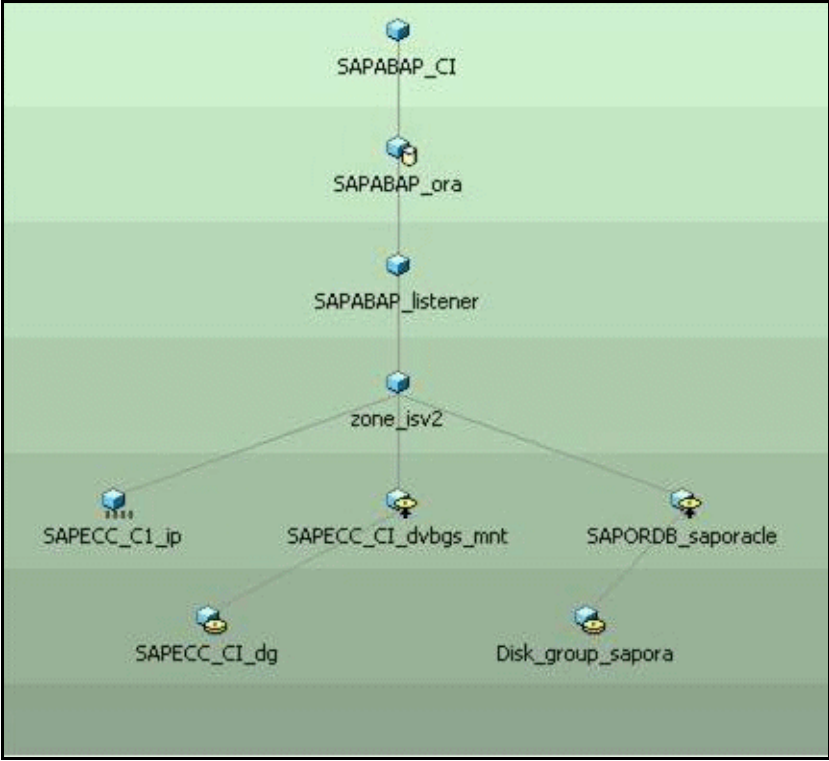 SAPABAP_CI
SAPABAP_ora
SAPABAP_listener
zone_isv2
SAPECC_C1_ip
SAPECC_CI_dvbgs_mnt
SAPORDB_saporacle
SAPECC_CI_dg
Disk_group_sapora